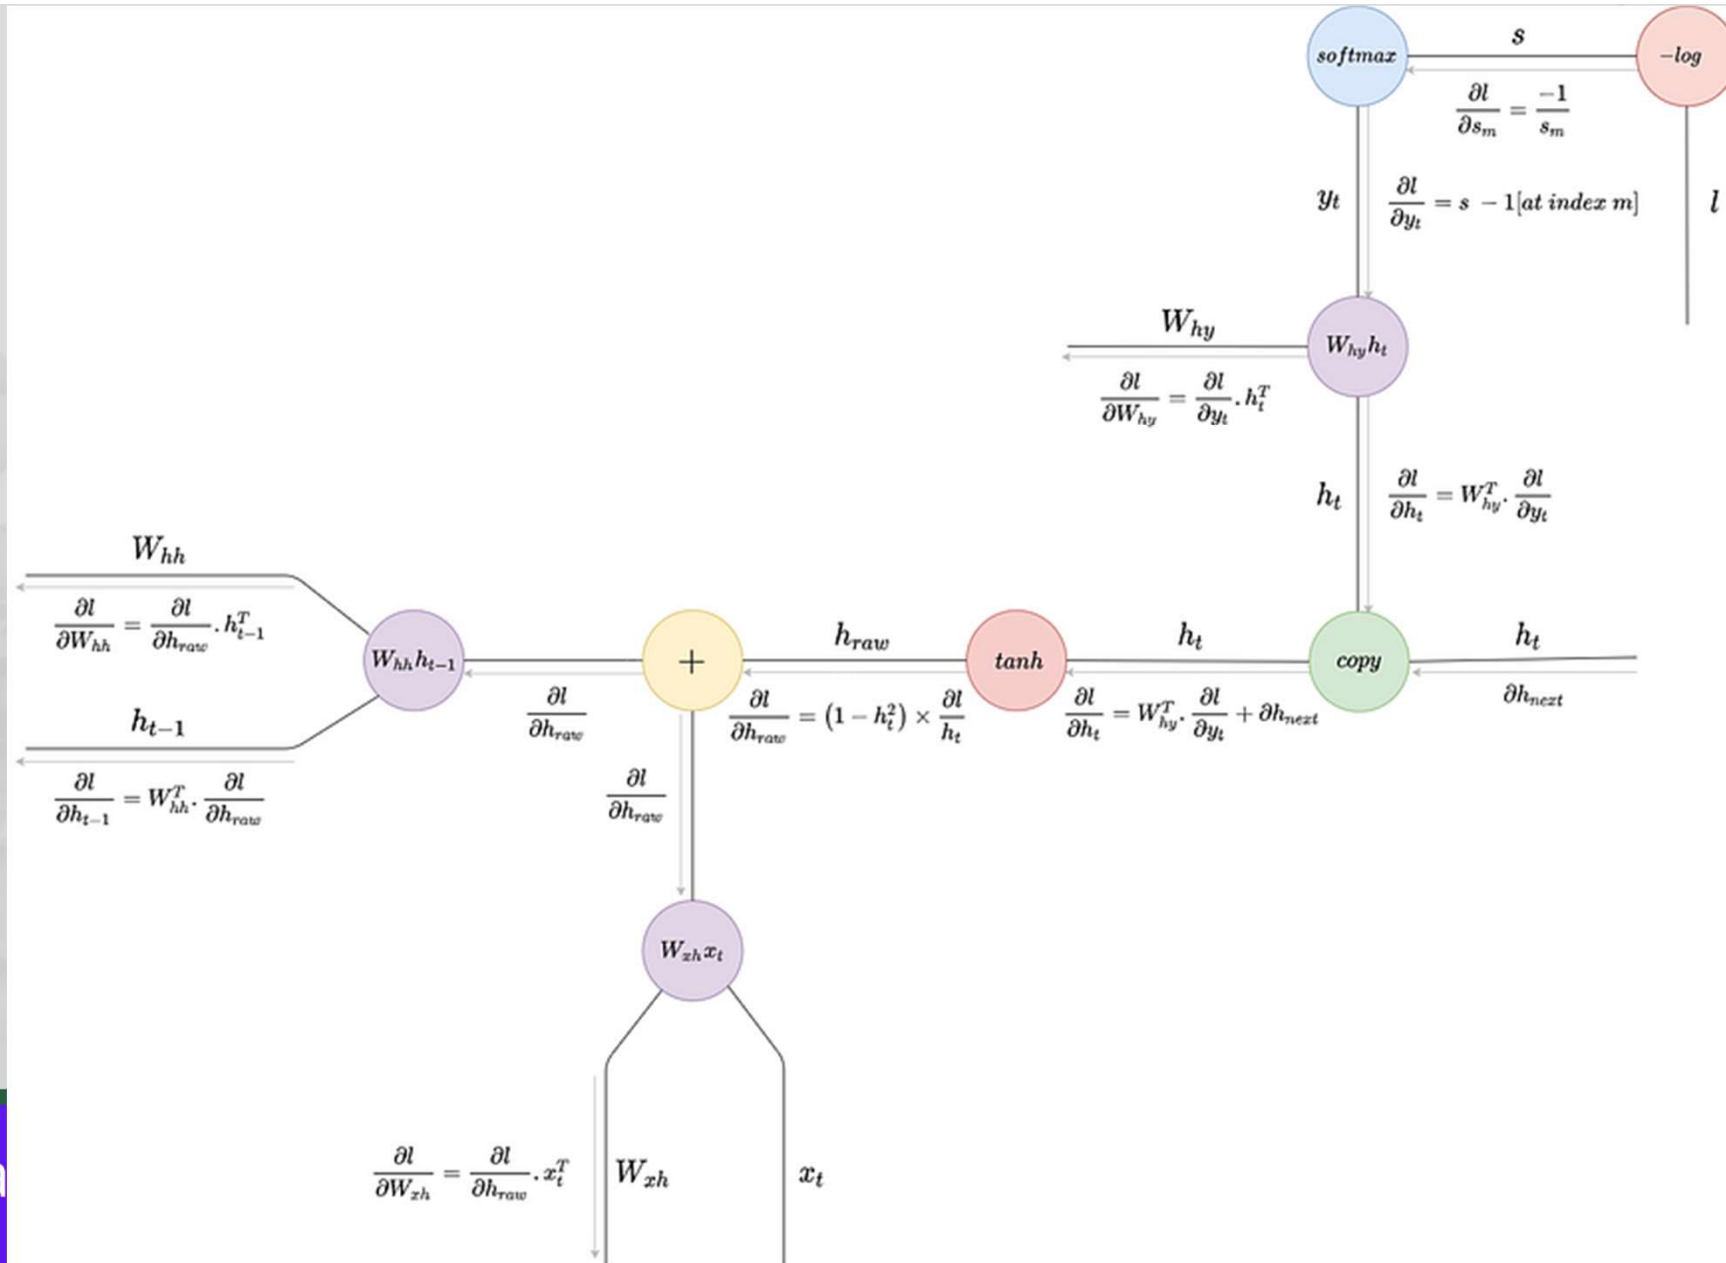 softmax
s
−log
∂l/∂s_m = −1/s_m
y_t
∂l/∂y_t = s − 1[at index m]
l
W_hy
W_hy h_t
∂l/∂W_hy = ∂l/∂y_t . h_t^T
h_t
∂l/∂h_t = W_hy^T . ∂l/∂y_t
W_hh
∂l/∂W_hh = ∂l/∂h_raw . h_{t−1}^T
W_hh h_{t−1}
+
h_raw
tanh
h_t
copy
h_t
∂h_next
∂l/∂h_raw
∂l/∂h_raw = (1 − h_t^2) × ∂l/h_t
∂l/∂h_t = W_hy^T . ∂l/∂y_t + ∂h_next
h_{t−1}
∂l/∂h_{t−1} = W_hh^T . ∂l/∂h_raw
∂l/∂h_raw
W_xh x_t
∂l/∂W_xh = ∂l/∂h_raw . x_t^T
W_xh
x_t